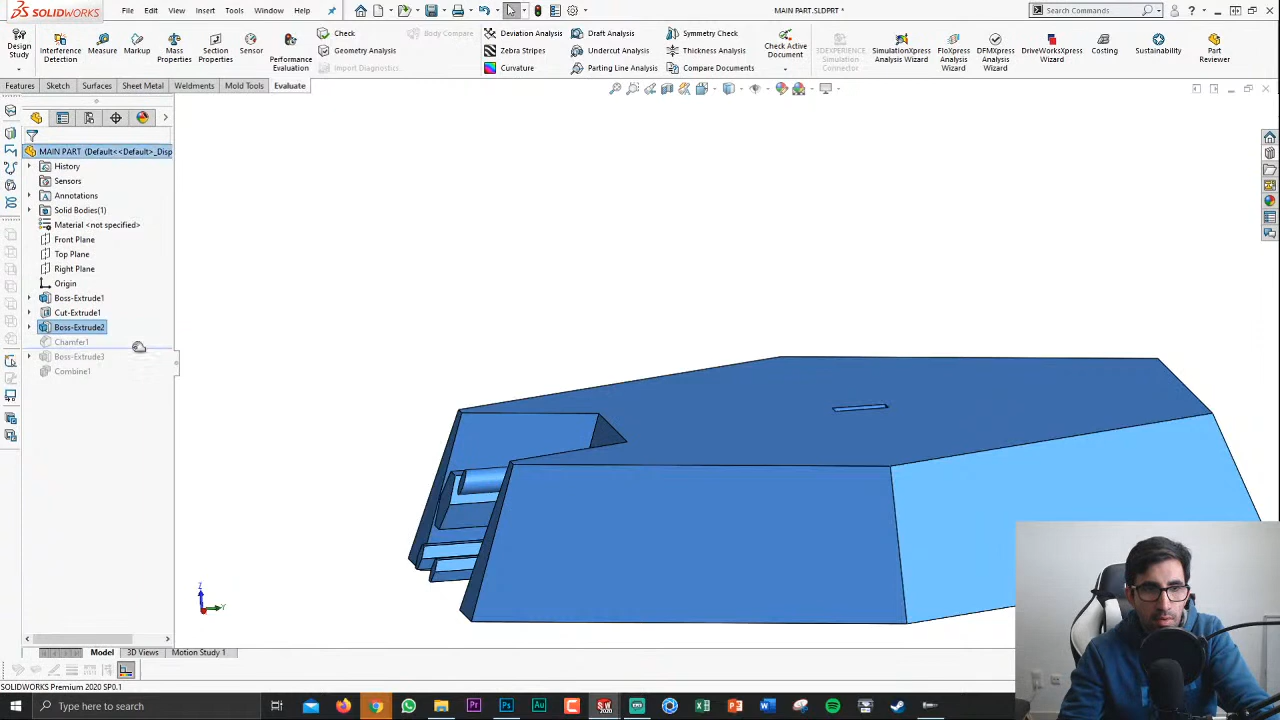 SOLIDWORKS File Edit View Insert Tools Window Help MAIN PART.SLDPRT * Search Commands
Design Study Interference Detection Measure Markup Mass Properties Section Properties Sensor Performance Evaluation
Check Geometry Analysis Import Diagnostics Body Compare
Deviation Analysis Zebra Stripes Curvature
Draft Analysis Undercut Analysis Parting Line Analysis
Symmetry Check Thickness Analysis Compare Documents
Check Active Document 3DEXPERIENCE Simulation Connector SimulationXpress Analysis Wizard FloXpress Analysis Wizard DFMXpress Analysis Wizard DriveWorksXpress Wizard Costing Sustainability Part Reviewer
Features Sketch Surfaces Sheet Metal Weldments Mold Tools Evaluate
MAIN PART (Default<<Default>_Disp
History
Sensors
Annotations
Solid Bodies(1)
Material <not specified>
Front Plane
Top Plane
Right Plane
Origin
Boss-Extrude1
Cut-Extrude1
Boss-Extrude2
Chamfer1
Boss-Extrude3
Combine1
Z
Y
Model 3D Views Motion Study 1
SOLIDWORKS Premium 2020 SP0.1
Type here to search